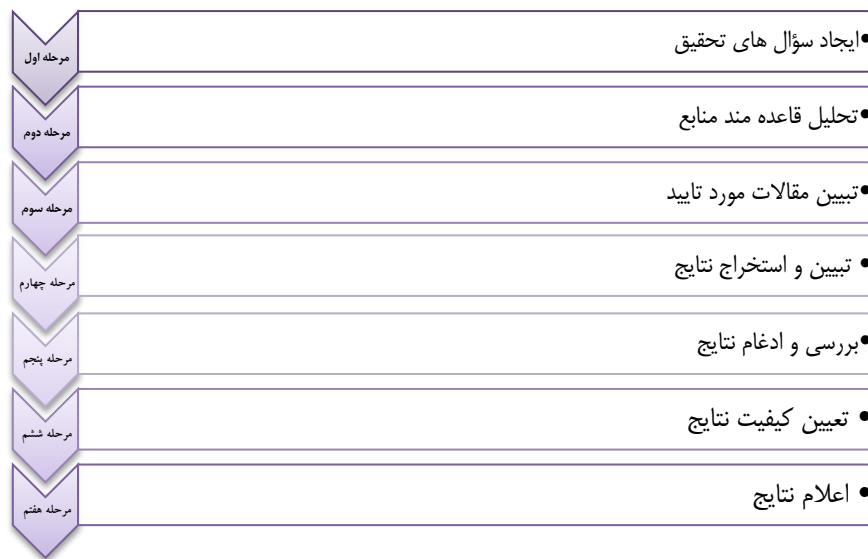 مرحله اول
•ایجاد سؤال های تحقیق
مرحله دوم
•تحلیل قاعده مند منابع
مرحله سوم
•تبیین مقالات مورد تایید
مرحله چهارم
• تبیین و استخراج نتایج
مرحله پنجم
•بررسی و ادغام نتایج
مرحله ششم
• تعیین کیفیت نتایج
مرحله هفتم
• اعلام نتایج